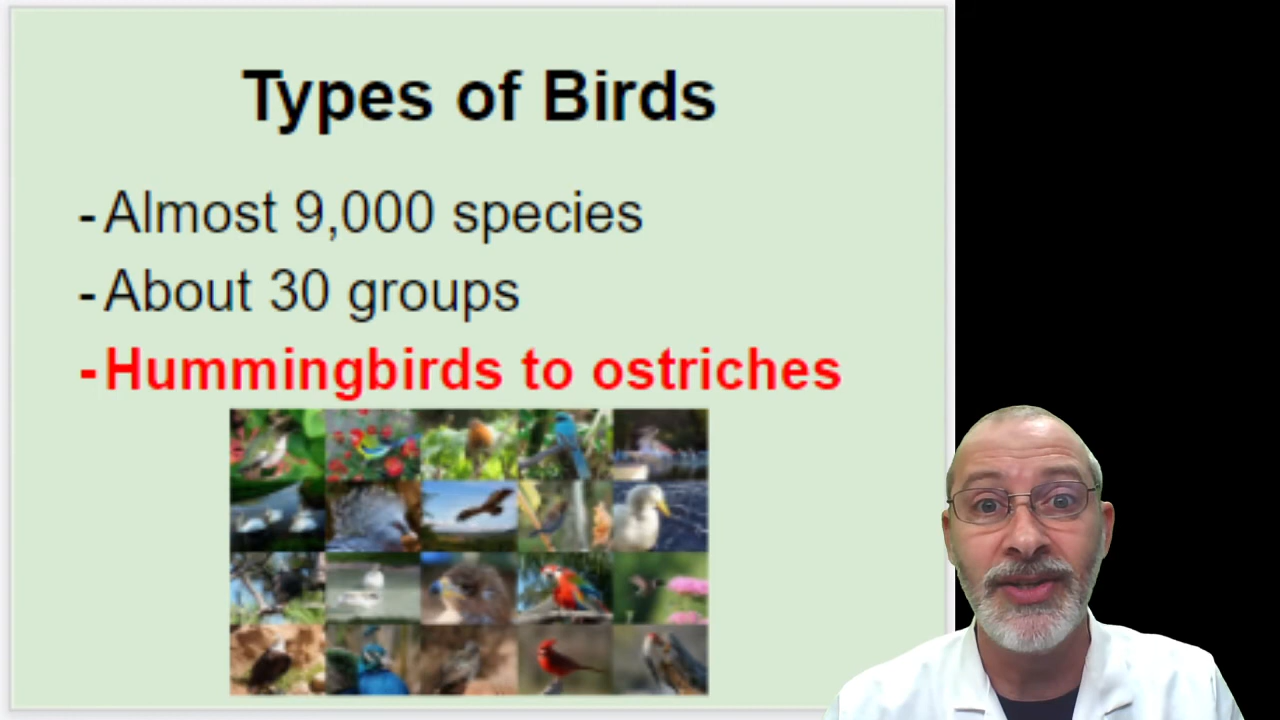 Types of Birds
-Almost 9,000 species
-About 30 groups
-Hummingbirds to ostriches